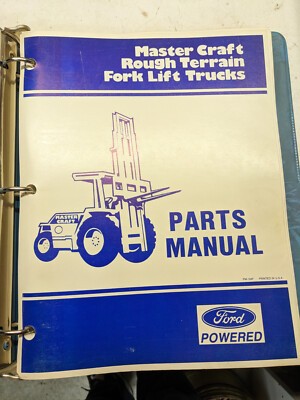 Master Craft
Rough Terrain
Fork Lift Trucks
MASTER
CRAFT
PARTS
MANUAL
Ford
POWERED